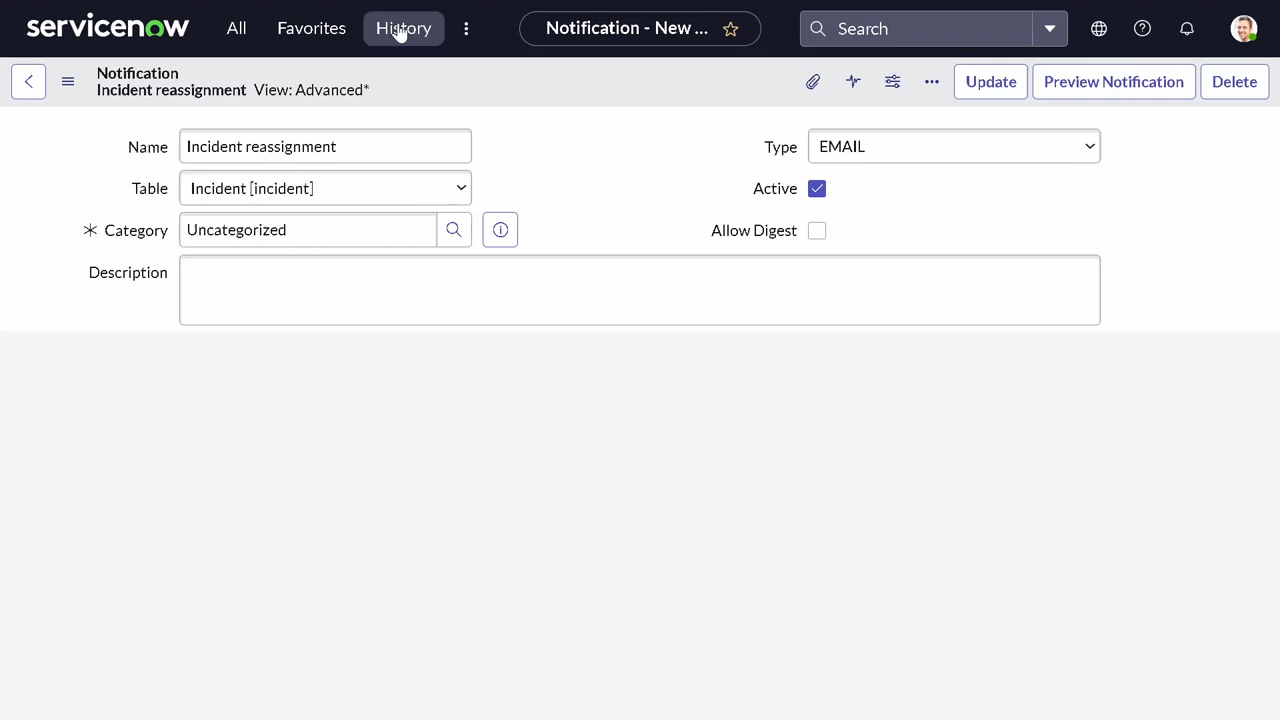 servicenow All Favorites History Notification - New ... Search
Notification
Incident reassignment View: Advanced*
Update Preview Notification Delete
Name Incident reassignment Type EMAIL
Table Incident [incident] Active
* Category Uncategorized Allow Digest
Description